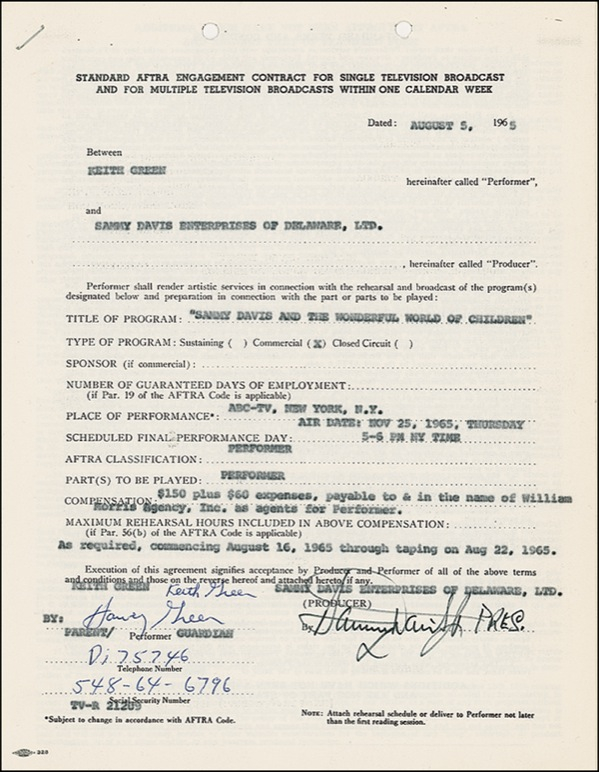 STANDARD AFTRA ENGAGEMENT CONTRACT FOR SINGLE TELEVISION BROADCAST
AND FOR MULTIPLE TELEVISION BROADCASTS WITHIN ONE CALENDAR WEEK
Dated: AUGUST 5, 1965
Between
KEITH GREEN
hereinafter called "Performer",
and
SAMMY DAVIS ENTERPRISES OF DELAWARE, LTD.
, hereinafter called "Producer".
Performer shall render artistic services in connection with the rehearsal and broadcast of the program(s)
designated below and preparation in connection with the part or parts to be played:
TITLE OF PROGRAM: "SAMMY DAVIS AND THE WONDERFUL WORLD OF CHILDREN"
TYPE OF PROGRAM: Sustaining ( ) Commercial (X) Closed Circuit ( )
SPONSOR (if commercial):
NUMBER OF GUARANTEED DAYS OF EMPLOYMENT:
(if Par. 19 of the AFTRA Code is applicable)
PLACE OF PERFORMANCE*: ABC-TV, NEW YORK, N.Y.
AIR DATE: NOV 25, 1965, THURSDAY
SCHEDULED FINAL PERFORMANCE DAY: 5-6 PM NY TIME
AFTRA CLASSIFICATION: PERFORMER
PART(S) TO BE PLAYED: PERFORMER
COMPENSATION: $150 plus $60 expenses, payable to & in the name of William
Morris Agency, Inc. as agents for Performer.
MAXIMUM REHEARSAL HOURS INCLUDED IN ABOVE COMPENSATION:
(if Par. 56(b) of the AFTRA Code is applicable)
As required, commencing August 16, 1965 through taping on Aug 22, 1965.
Execution of this agreement signifies acceptance by Producer and Performer of all of the above terms
and conditions and those on the reverse hereof and attached hereto, if any.
KEITH GREEN Keith Green SAMMY DAVIS ENTERPRISES OF DELAWARE, LTD.
(PRODUCER)
BY: Harvey Green By Sammy Davis Jr PRES.
PARENT/ Performer GUARDIAN
Di 75746
Telephone Number
548-64-6796
Social Security Number
TV-R 21209
*Subject to change in accordance with AFTRA Code.
NOTE: Attach rehearsal schedule or deliver to Performer not later
than the first reading session.
328